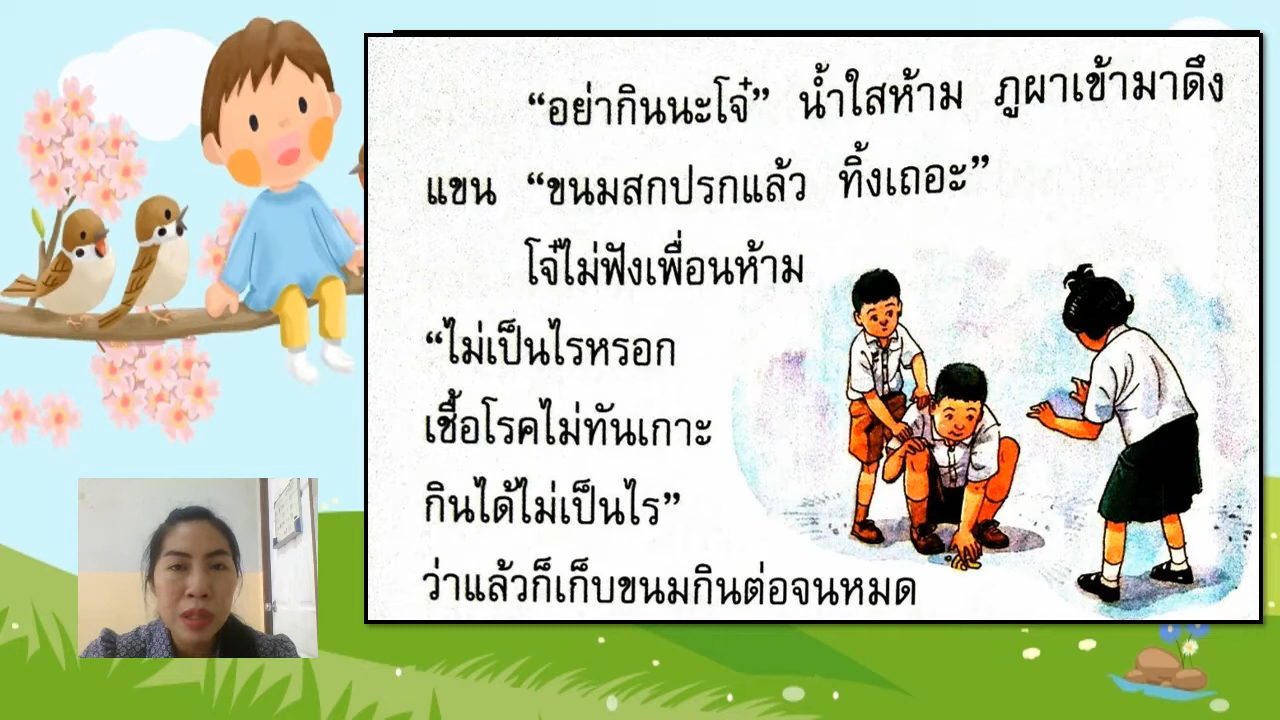 “อย่ากินนะโจ๋” น้ำใสห้าม ภูผาเข้ามาดึง
แขน “ขนมสกปรกแล้ว ทิ้งเถอะ”
โจ๋ไม่ฟังเพื่อนห้าม
“ไม่เป็นไรหรอก
เชื้อโรคไม่ทันเกาะ
กินได้ไม่เป็นไร”
ว่าแล้วก็เก็บขนมกินต่อจนหมด